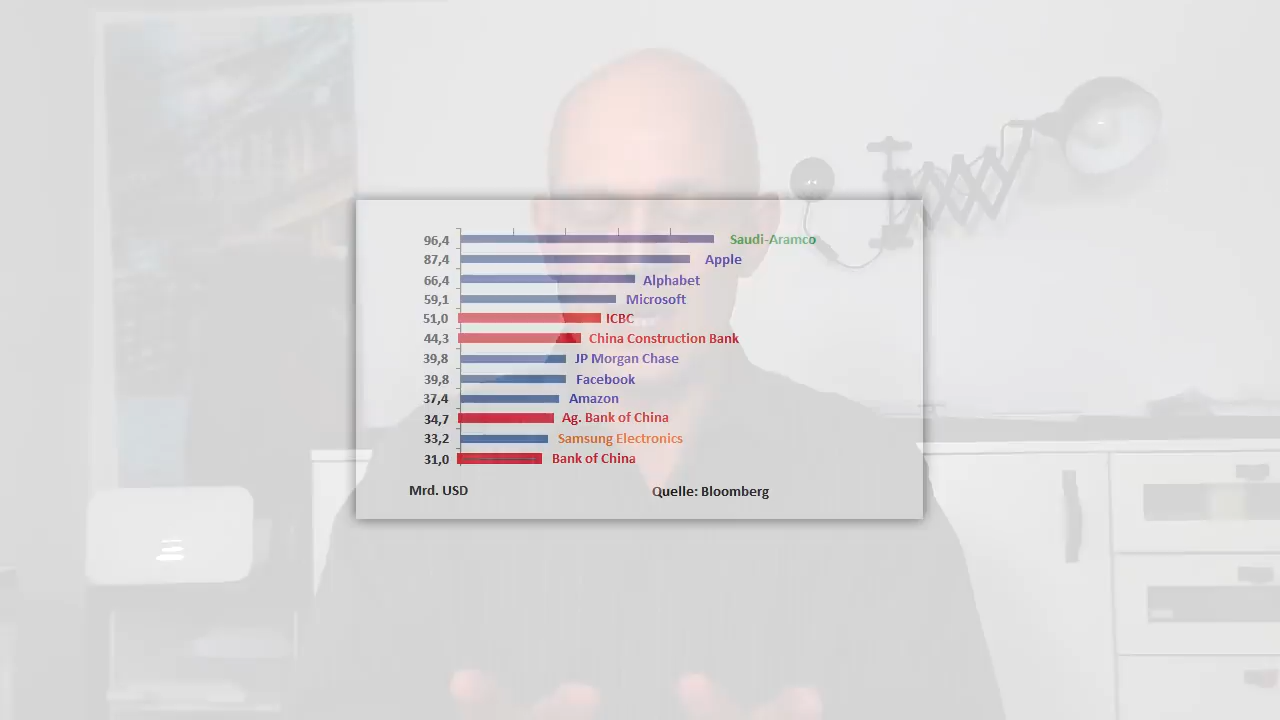 96,4 Saudi-Aramco
87,4 Apple
66,4 Alphabet
59,1 Microsoft
51,0 ICBC
44,3 China Construction Bank
39,8 JP Morgan Chase
39,8 Facebook
37,4 Amazon
34,7 Ag. Bank of China
33,2 Samsung Electronics
31,0 Bank of China
Mrd. USD Quelle: Bloomberg